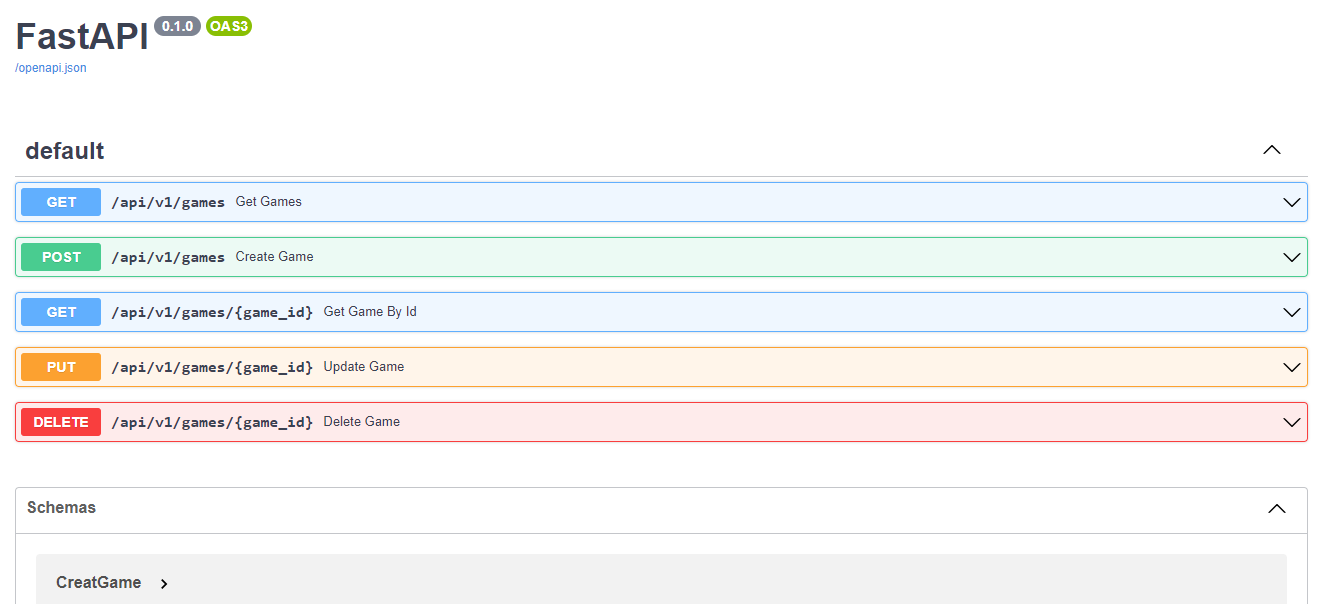 FastAPI 0.1.0 OAS3
/openapi.json
default
GET /api/v1/games Get Games
POST /api/v1/games Create Game
GET /api/v1/games/{game_id} Get Game By Id
PUT /api/v1/games/{game_id} Update Game
DELETE /api/v1/games/{game_id} Delete Game
Schemas
CreatGame